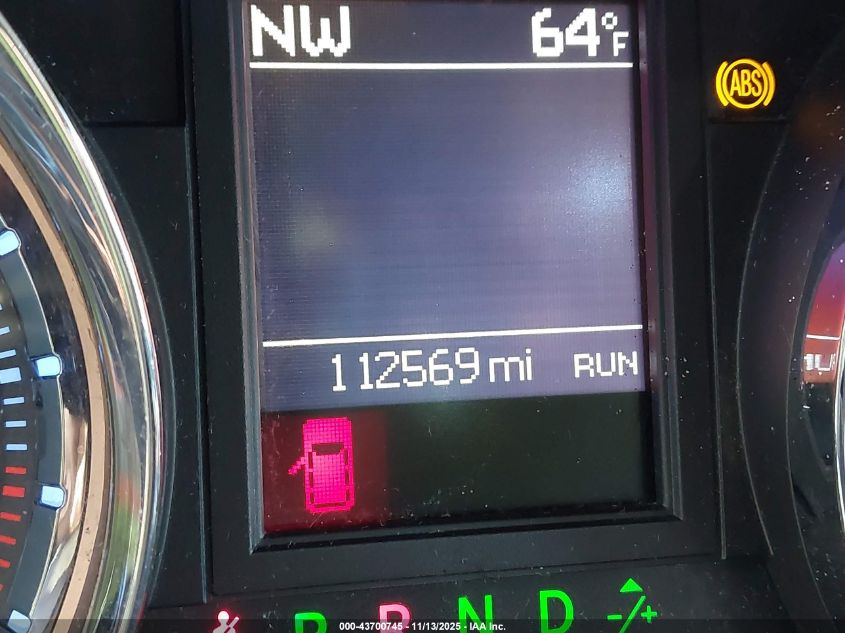 NW 64°F
ABS
112569 mi RUN
P R N D -/+
000-43700745 - 11/13/2025 - IAA Inc.